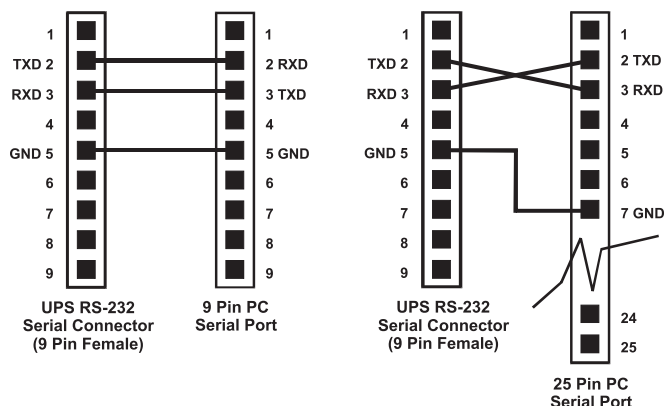 1
TXD 2
RXD 3
4
GND 5
6
7
8
9
UPS RS-232
Serial Connector
(9 Pin Female)
1
2 RXD
3 TXD
4
5 GND
6
7
8
9
9 Pin PC
Serial Port
1
TXD 2
RXD 3
4
GND 5
6
7
8
9
UPS RS-232
Serial Connector
(9 Pin Female)
1
2 TXD
3 RXD
4
5
6
7 GND
24
25
25 Pin PC
Serial Port